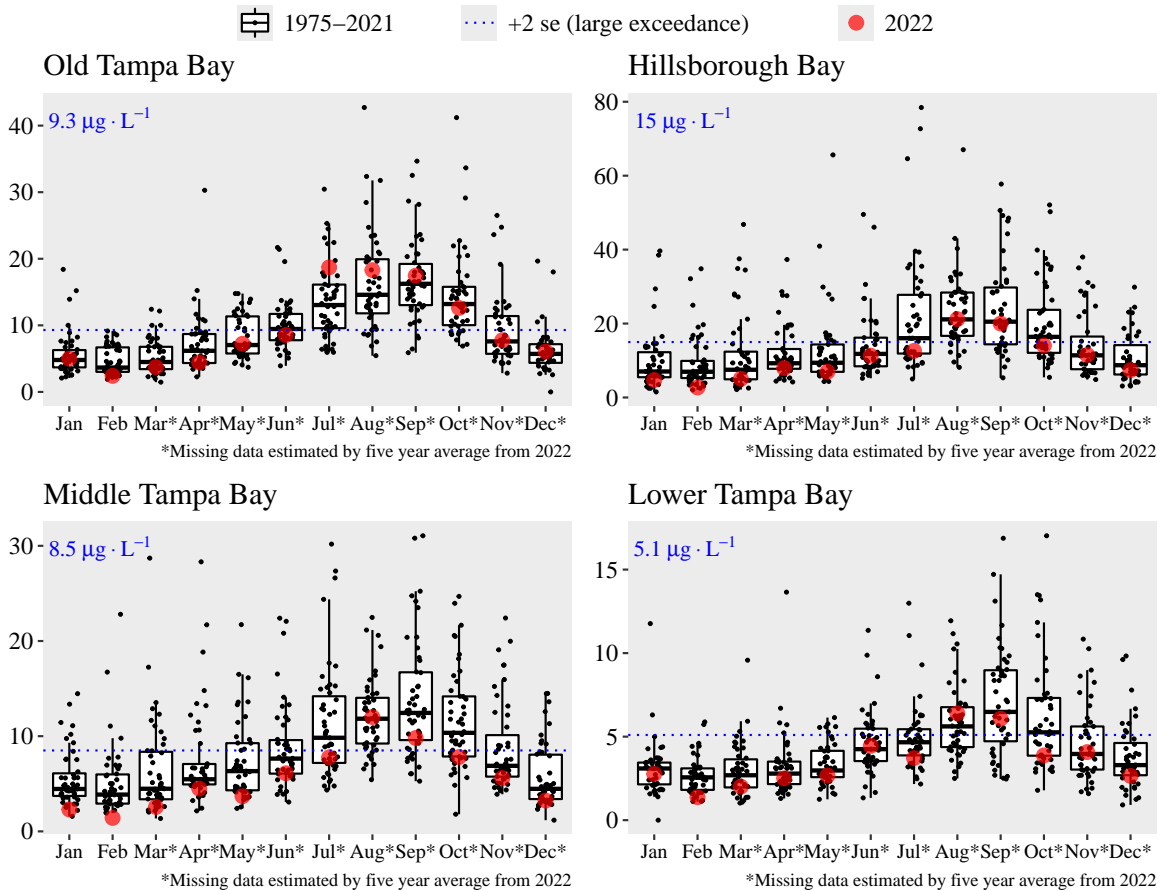 1975–2021 +2 se (large exceedance) 2022
Old Tampa Bay
9.3 μg · L⁻¹
40
30
20
10
0
Jan Feb Mar* Apr* May* Jun* Jul* Aug* Sep* Oct* Nov* Dec*
*Missing data estimated by five year average from 2022
Hillsborough Bay
15 μg · L⁻¹
80
60
40
20
0
Jan Feb Mar* Apr* May* Jun* Jul* Aug* Sep* Oct* Nov* Dec*
*Missing data estimated by five year average from 2022
Middle Tampa Bay
8.5 μg · L⁻¹
30
20
10
0
Jan Feb Mar* Apr* May* Jun* Jul* Aug* Sep* Oct* Nov* Dec*
*Missing data estimated by five year average from 2022
Lower Tampa Bay
5.1 μg · L⁻¹
15
10
5
0
Jan Feb Mar* Apr* May* Jun* Jul* Aug* Sep* Oct* Nov* Dec*
*Missing data estimated by five year average from 2022